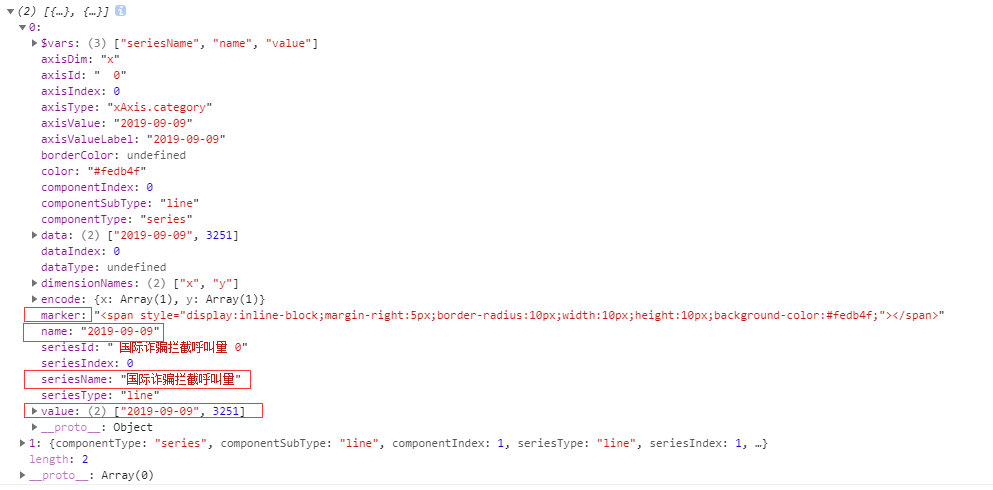 (2) [{…}, {…}]
0:
$vars: (3) ["seriesName", "name", "value"]
axisDim: "x"
axisId: "  0"
axisIndex: 0
axisType: "xAxis.category"
axisValue: "2019-09-09"
axisValueLabel: "2019-09-09"
borderColor: undefined
color: "#fedb4f"
componentIndex: 0
componentSubType: "line"
componentType: "series"
data: (2) ["2019-09-09", 3251]
dataIndex: 0
dataType: undefined
dimensionNames: (2) ["x", "y"]
encode: {x: Array(1), y: Array(1)}
marker: "<span style="display:inline-block;margin-right:5px;border-radius:10px;width:10px;height:10px;background-color:#fedb4f;"></span>"
name: "2019-09-09"
seriesId: " 国际诈骗拦截呼叫量 0"
seriesIndex: 0
seriesName: "国际诈骗拦截呼叫量"
seriesType: "line"
value: (2) ["2019-09-09", 3251]
__proto__: Object
1: {componentType: "series", componentSubType: "line", componentIndex: 1, seriesType: "line", seriesIndex: 1, …}
length: 2
__proto__: Array(0)